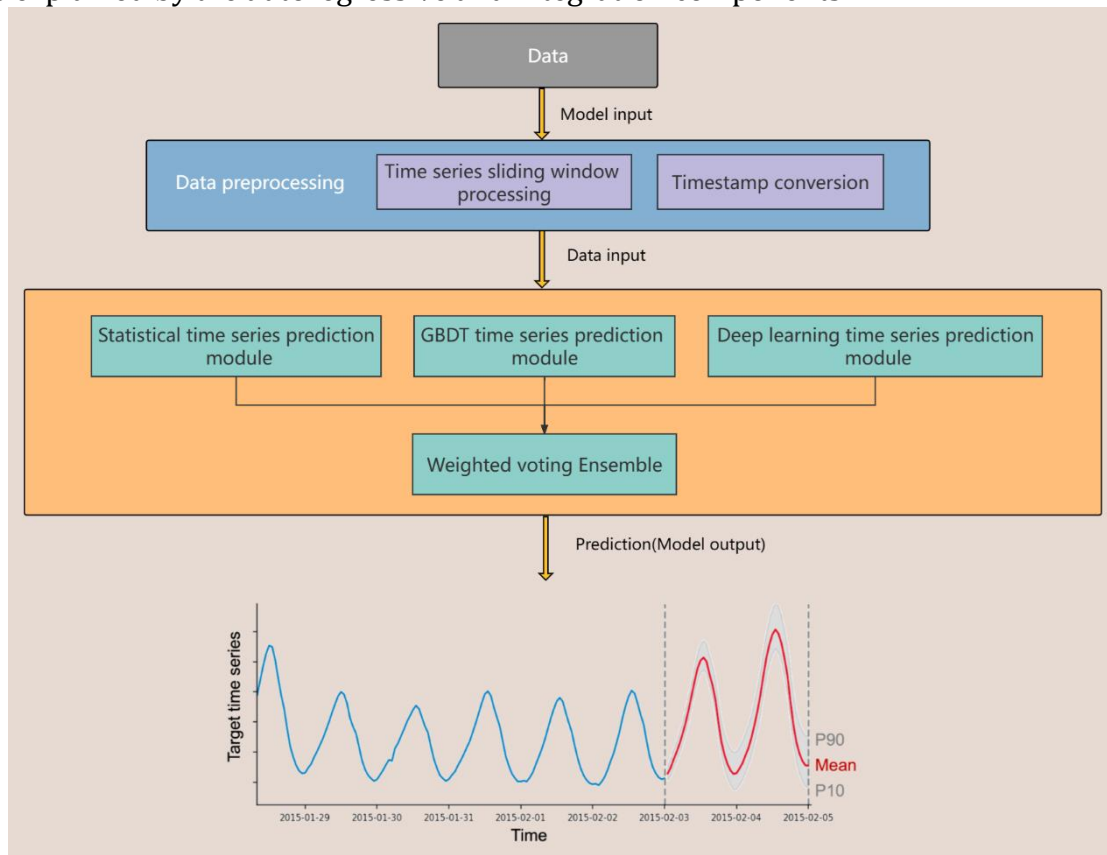 Data
Model input
Data preprocessing
Time series sliding window
processing
Timestamp conversion
Data input
Statistical time series prediction
module
GBDT time series prediction
module
Deep learning time series prediction
module
Weighted voting Ensemble
Prediction(Model output)
Target time series
P90
Mean
P10
2015-01-29 2015-01-30 2015-01-31 2015-02-01 2015-02-02 2015-02-03 2015-02-04 2015-02-05
Time